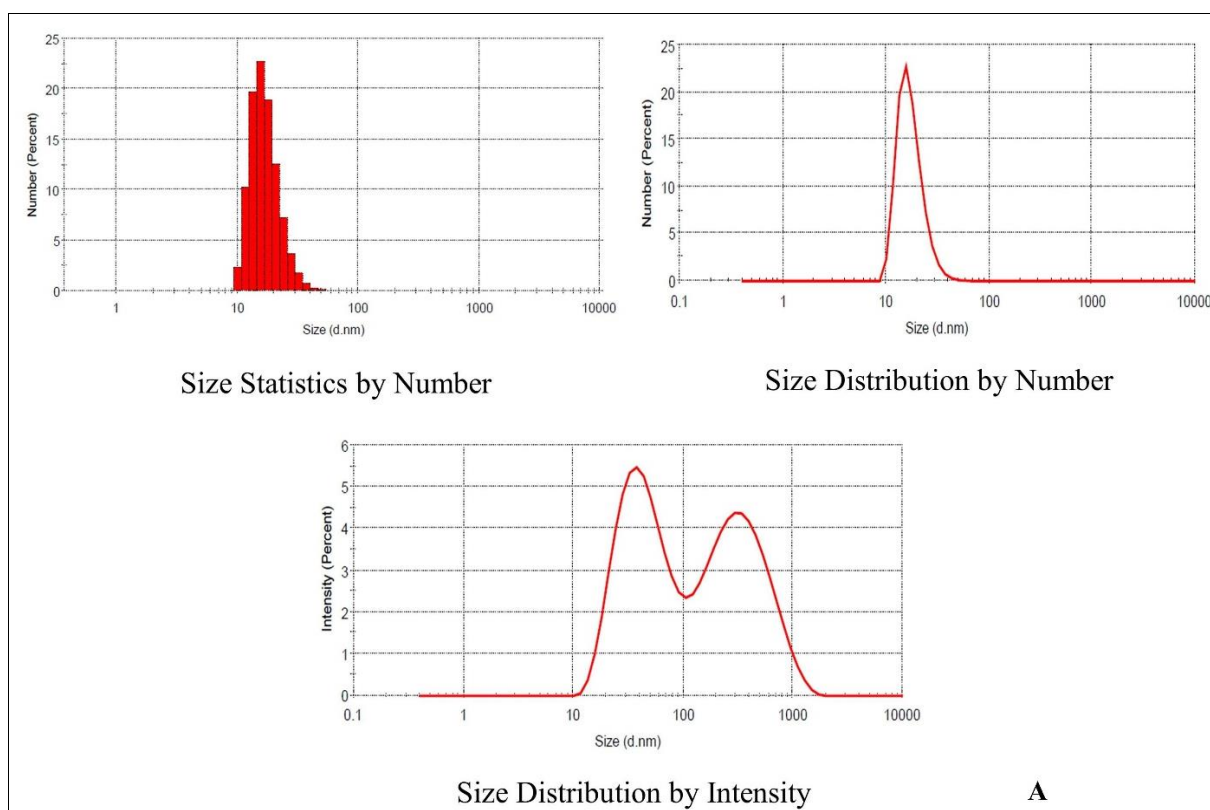 25
20
15
10
5
0
Number (Percent)
1 10 100 1000 10000
Size (d.nm)
Size Statistics by Number
25
20
15
10
5
0
Number (Percent)
0.1 1 10 100 1000 10000
Size (d.nm)
Size Distribution by Number
6
5
4
3
2
1
0
Intensity (Percent)
0.1 1 10 100 1000 10000
Size (d.nm)
Size Distribution by Intensity
A